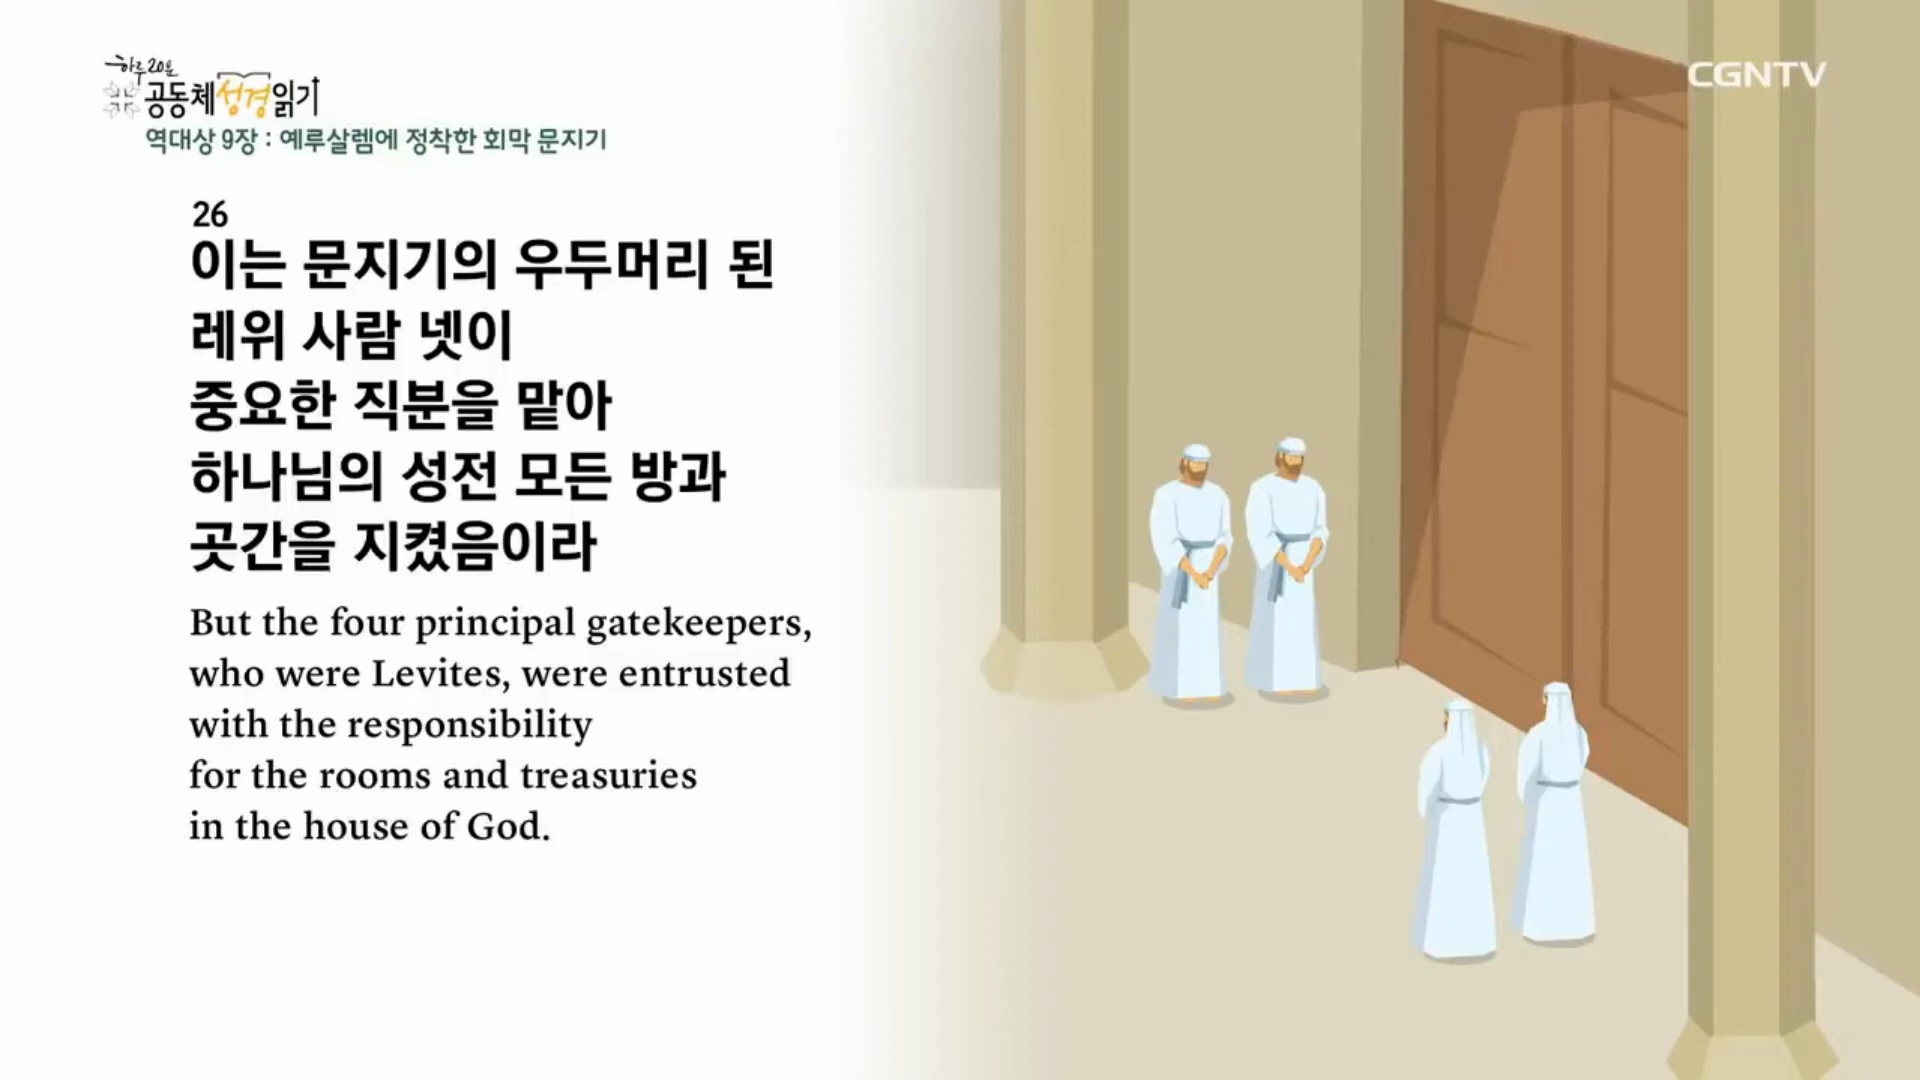 하루 20분
공동체성경읽기
CGNTV
역대상 9장 : 예루살렘에 정착한 회막 문지기
26
이는 문지기의 우두머리 된
레위 사람 넷이
중요한 직분을 맡아
하나님의 성전 모든 방과
곳간을 지켰음이라
But the four principal gatekeepers,
who were Levites, were entrusted
with the responsibility
for the rooms and treasuries
in the house of God.